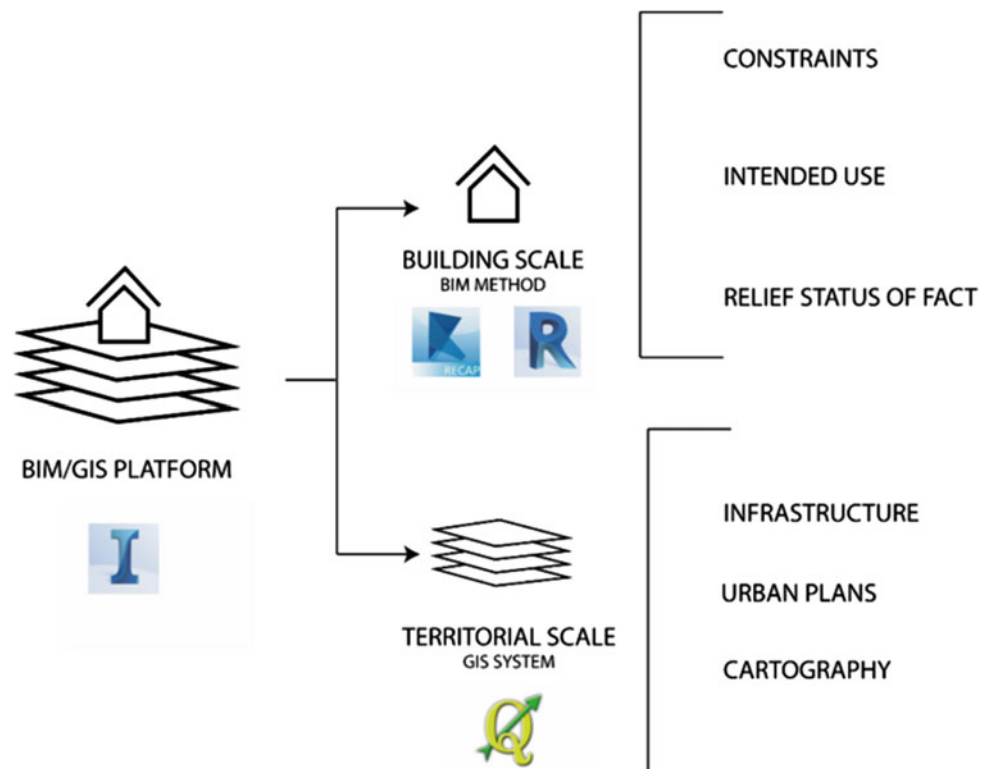 BIM/GIS PLATFORM
I
BUILDING SCALE
BIM METHOD
RECAP
R
TERRITORIAL SCALE
GIS SYSTEM
Q
CONSTRAINTS
INTENDED USE
RELIEF STATUS OF FACT
INFRASTRUCTURE
URBAN PLANS
CARTOGRAPHY